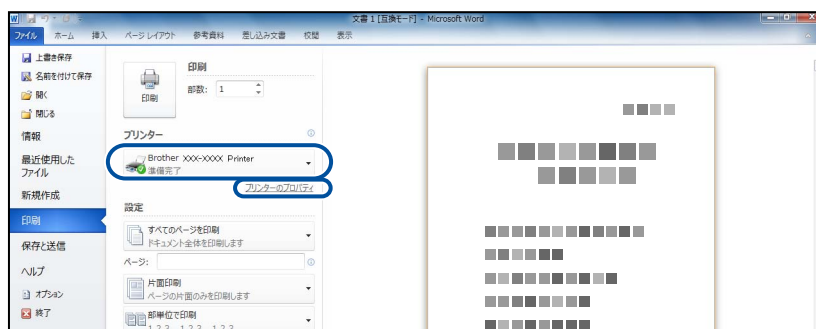 文書 1 [互換モード] - Microsoft Word
ファイル ホーム 挿入 ページ レイアウト 参考資料 差し込み文書 校閲 表示
上書き保存
名前を付けて保存
開く
閉じる
情報
最近使用した
ファイル
新規作成
印刷
保存と送信
ヘルプ
オプション
終了
印刷
印刷
部数: 1
プリンター
Brother XXX-XXXX Printer
準備完了
プリンターのプロパティ
設定
すべてのページを印刷
ドキュメント全体を印刷します
ページ:
片面印刷
ページの片面のみを印刷します
部単位で印刷
1,2,3 1,2,3 1,2,3